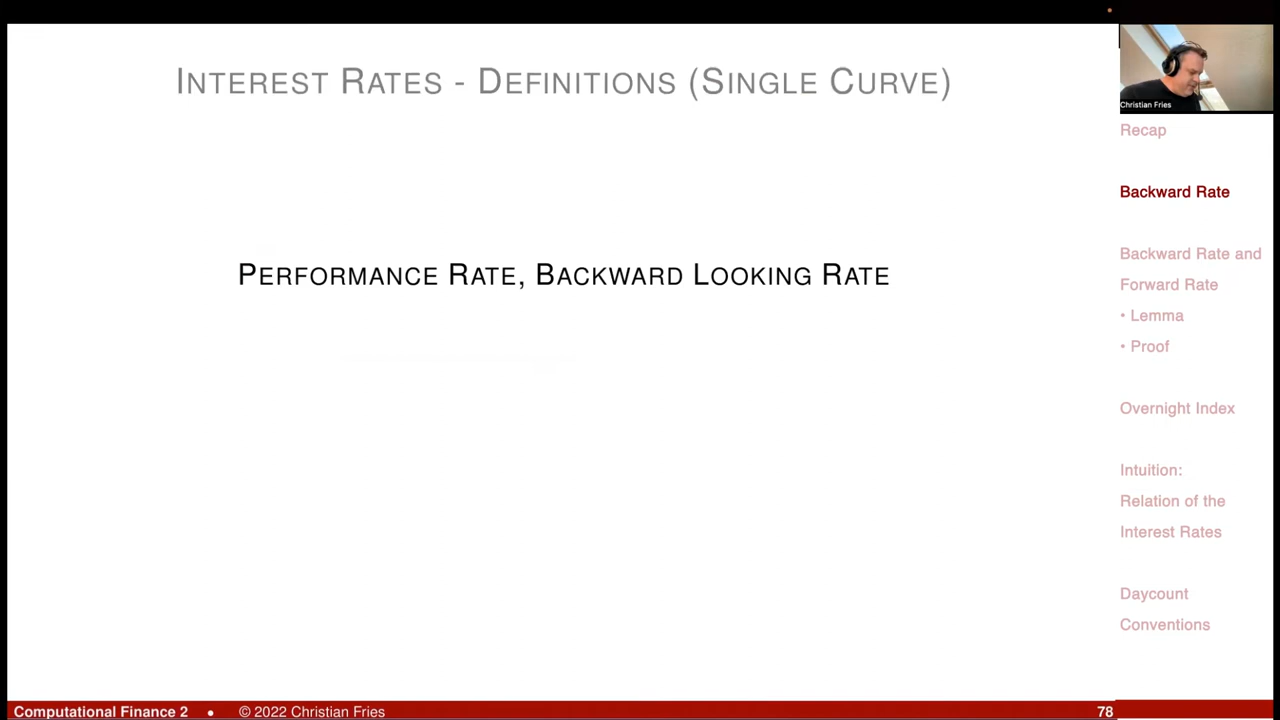 INTEREST RATES - DEFINITIONS (SINGLE CURVE)
Christian Fries
Recap
Backward Rate
PERFORMANCE RATE, BACKWARD LOOKING RATE
Backward Rate and
Forward Rate
• Lemma
• Proof
Overnight Index
Intuition:
Relation of the
Interest Rates
Daycount
Conventions
Computational Finance 2 • © 2022 Christian Fries 78